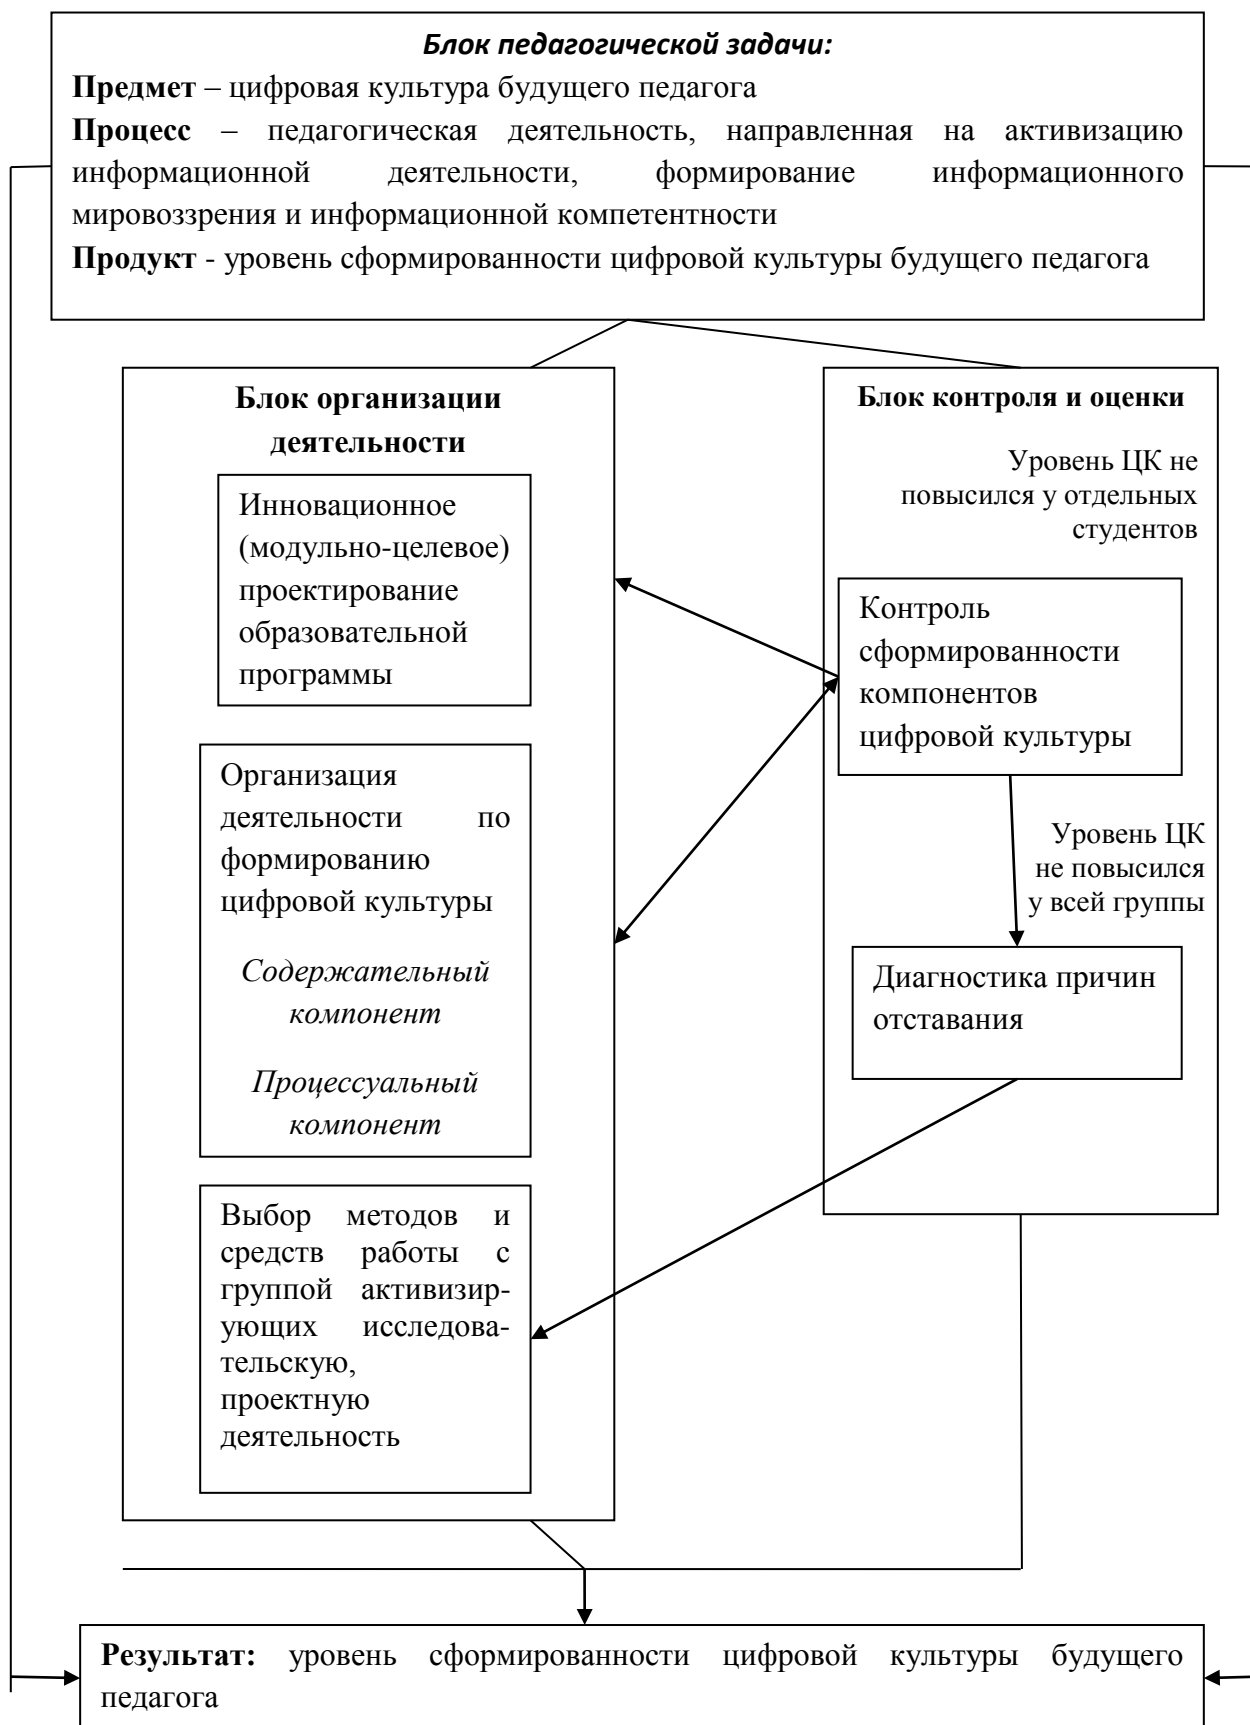 Блок педагогической задачи:
Предмет – цифровая культура будущего педагога
Процесс – педагогическая деятельность, направленная на активизацию
информационной деятельности, формирование информационного
мировоззрения и информационной компетентности
Продукт - уровень сформированности цифровой культуры будущего педагога
Блок организации
деятельности
Инновационное
(модульно-целевое)
проектирование
образовательной
программы
Организация
деятельности по
формированию
цифровой культуры
Содержательный
компонент
Процессуальный
компонент
Выбор методов и
средств работы с
группой активизир-
ующих исследова-
тельскую,
проектную
деятельность
Блок контроля и оценки
Уровень ЦК не
повысился у отдельных
студентов
Контроль
сформированности
компонентов
цифровой культуры
Уровень ЦК
не повысился
у всей группы
Диагностика причин
отставания
Результат: уровень сформированности цифровой культуры будущего
педагога